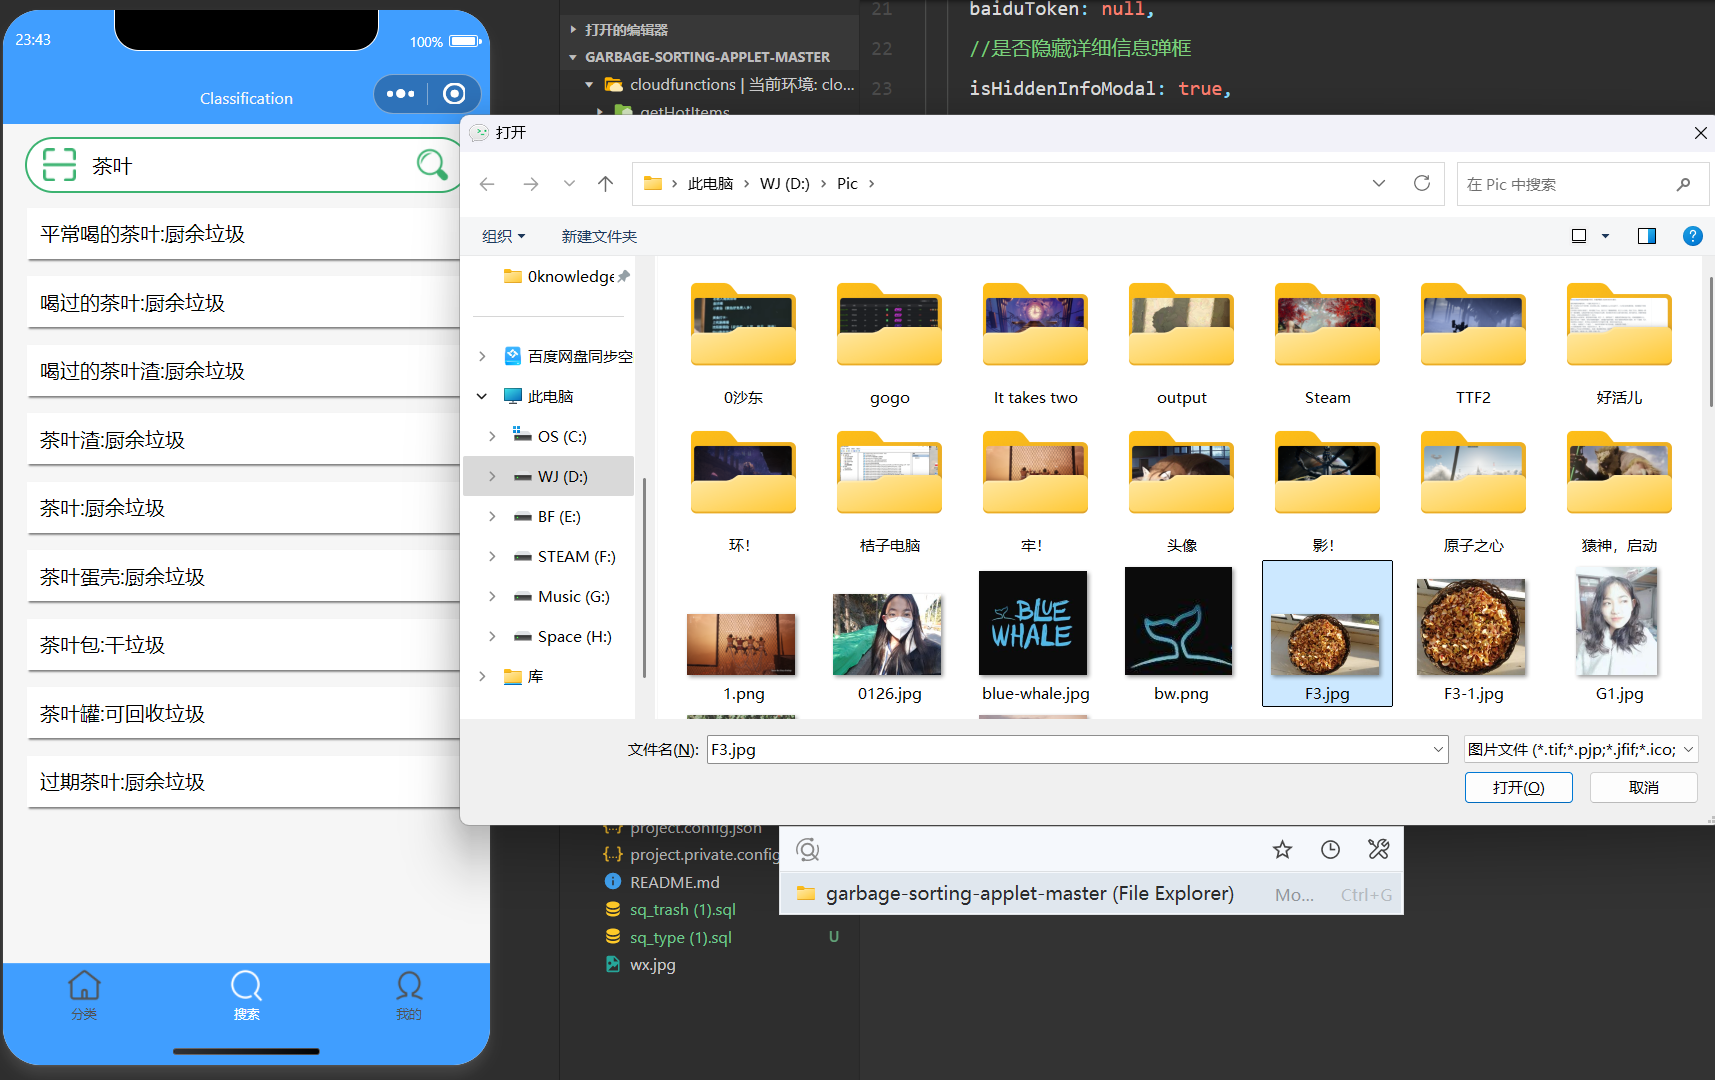 23:43
100%
Classification
茶叶
平常喝的茶叶:厨余垃圾
喝过的茶叶:厨余垃圾
喝过的茶叶渣:厨余垃圾
茶叶渣:厨余垃圾
茶叶:厨余垃圾
茶叶蛋壳:厨余垃圾
茶叶包:干垃圾
茶叶罐:可回收垃圾
过期茶叶:厨余垃圾
分类
搜索
我的
打开的编辑器
GARBAGE-SORTING-APPLET-MASTER
cloudfunctions | 当前环境: clo...
getHotItems
21 baiduToken: null,
22 //是否隐藏详细信息弹框
23 isHiddenInfoModal: true,
打开
此电脑 > WJ (D:) > Pic >
在 Pic 中搜索
组织
新建文件夹
0knowledge
百度网盘同步空
此电脑
OS (C:)
WJ (D:)
BF (E:)
STEAM (F:)
Music (G:)
Space (H:)
库
0沙东
gogo
It takes two
output
Steam
TTF2
好活儿
环!
桔子电脑
牢!
头像
影!
原子之心
猿神，启动
BLUE
WHALE
1.png
0126.jpg
blue-whale.jpg
bw.png
F3.jpg
F3-1.jpg
G1.jpg
文件名(N):
F3.jpg
图片文件 (*.tif;*.pjp;*.jfif;*.ico;
打开(O)
取消
project.config.json
project.private.config
README.md
sq_trash (1).sql
sq_type (1).sql
U
wx.jpg
garbage-sorting-applet-master (File Explorer)
Mo...
Ctrl+G